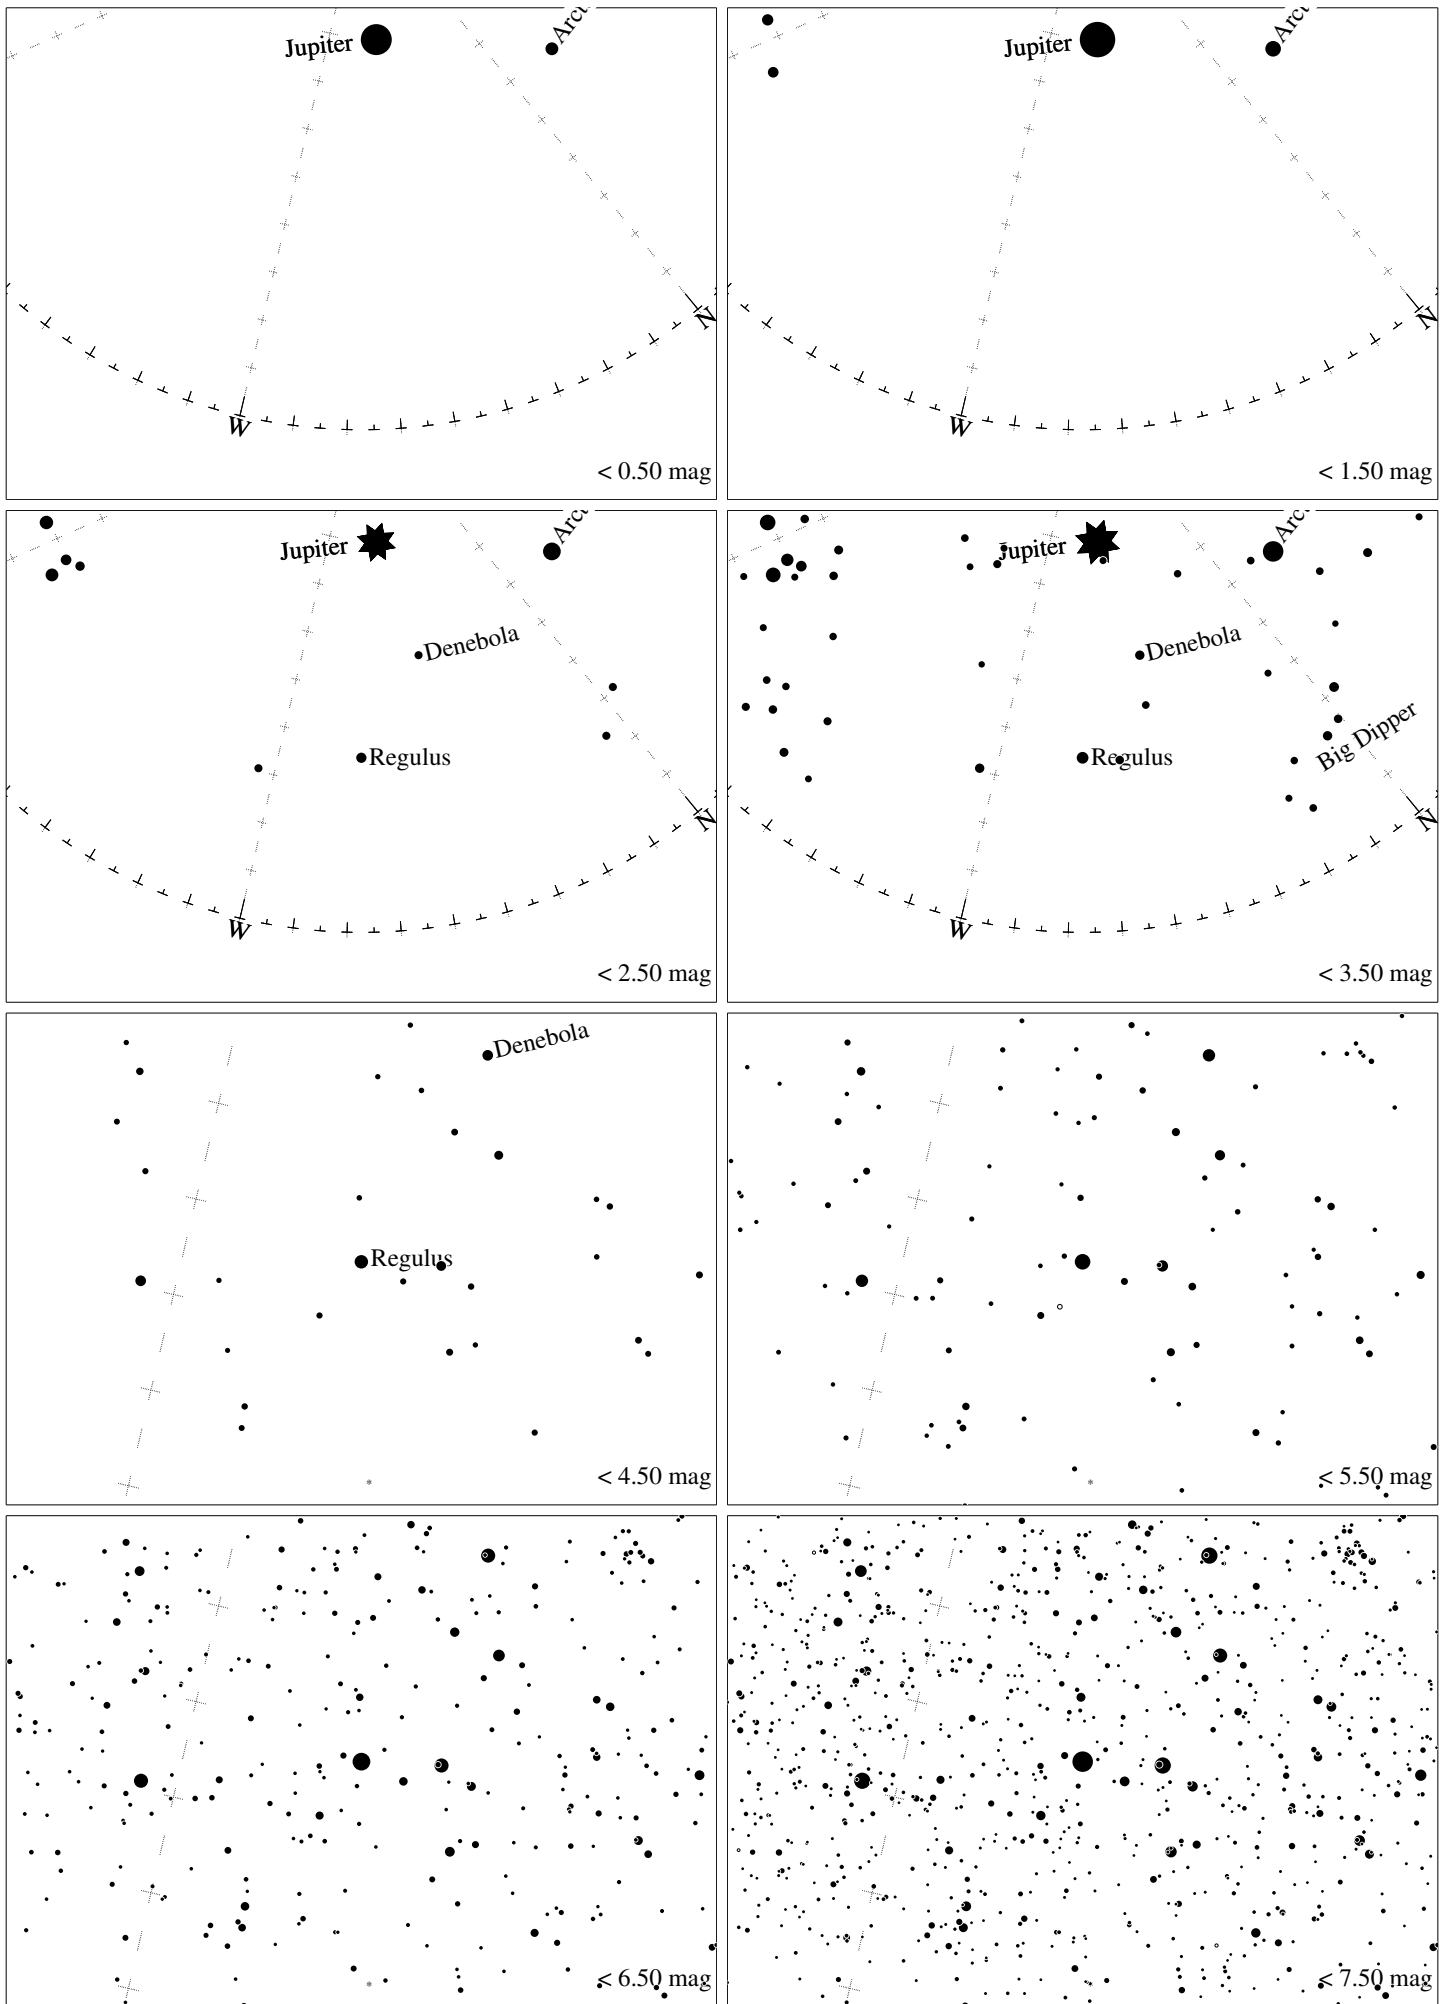 Jupiter
N
W
< 0.50 mag
Jupiter
N
W
< 1.50 mag
Jupiter
Denebola
Regulus
N
W
< 2.50 mag
Jupiter
Denebola
Big Dipper
Regulus
N
W
< 3.50 mag
Denebola
Regulus
< 4.50 mag
< 5.50 mag
< 6.50 mag
< 7.50 mag